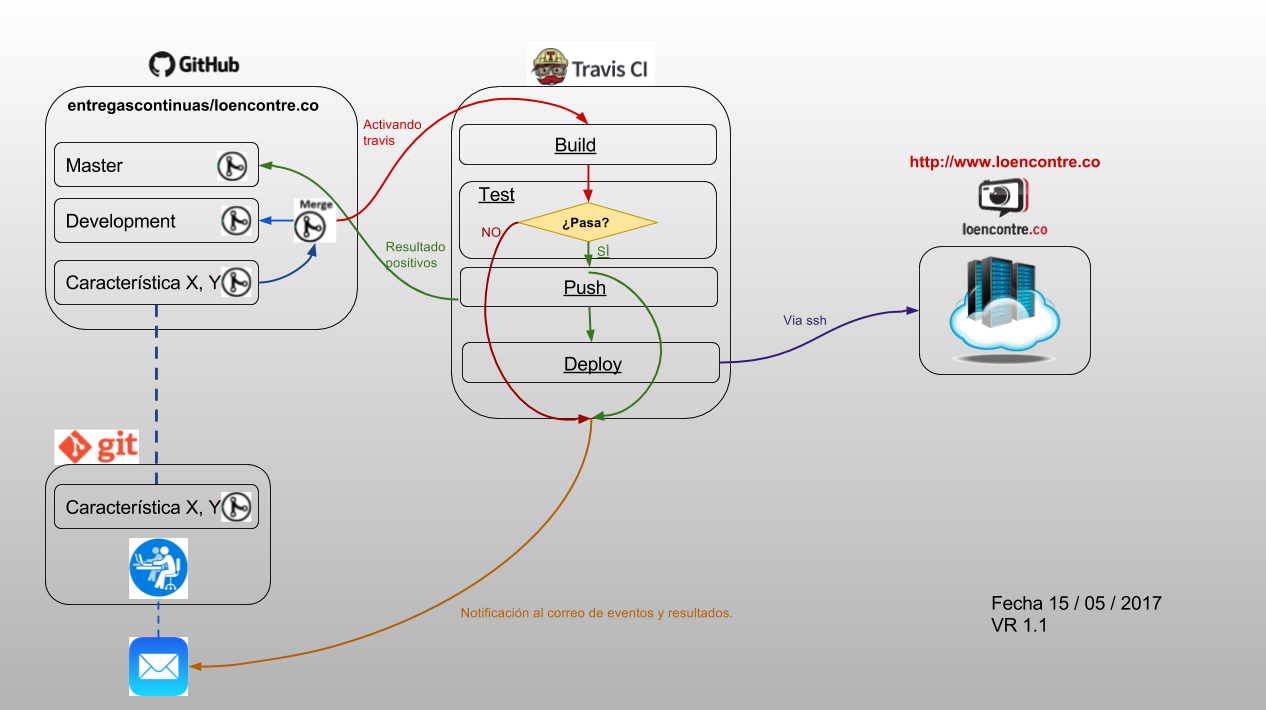 GitHub
entregascontinuas/loencontre.co
Master
Development
Característica X, Y
Merge
Activando
travis
Resultado
positivos
Travis CI
Build
Test
¿Pasa?
NO
SÍ
Push
Deploy
Via ssh
http://www.loencontre.co
loencontre.co
git
Característica X, Y
Notificación al correo de eventos y resultados.
Fecha 15 / 05 / 2017
VR 1.1